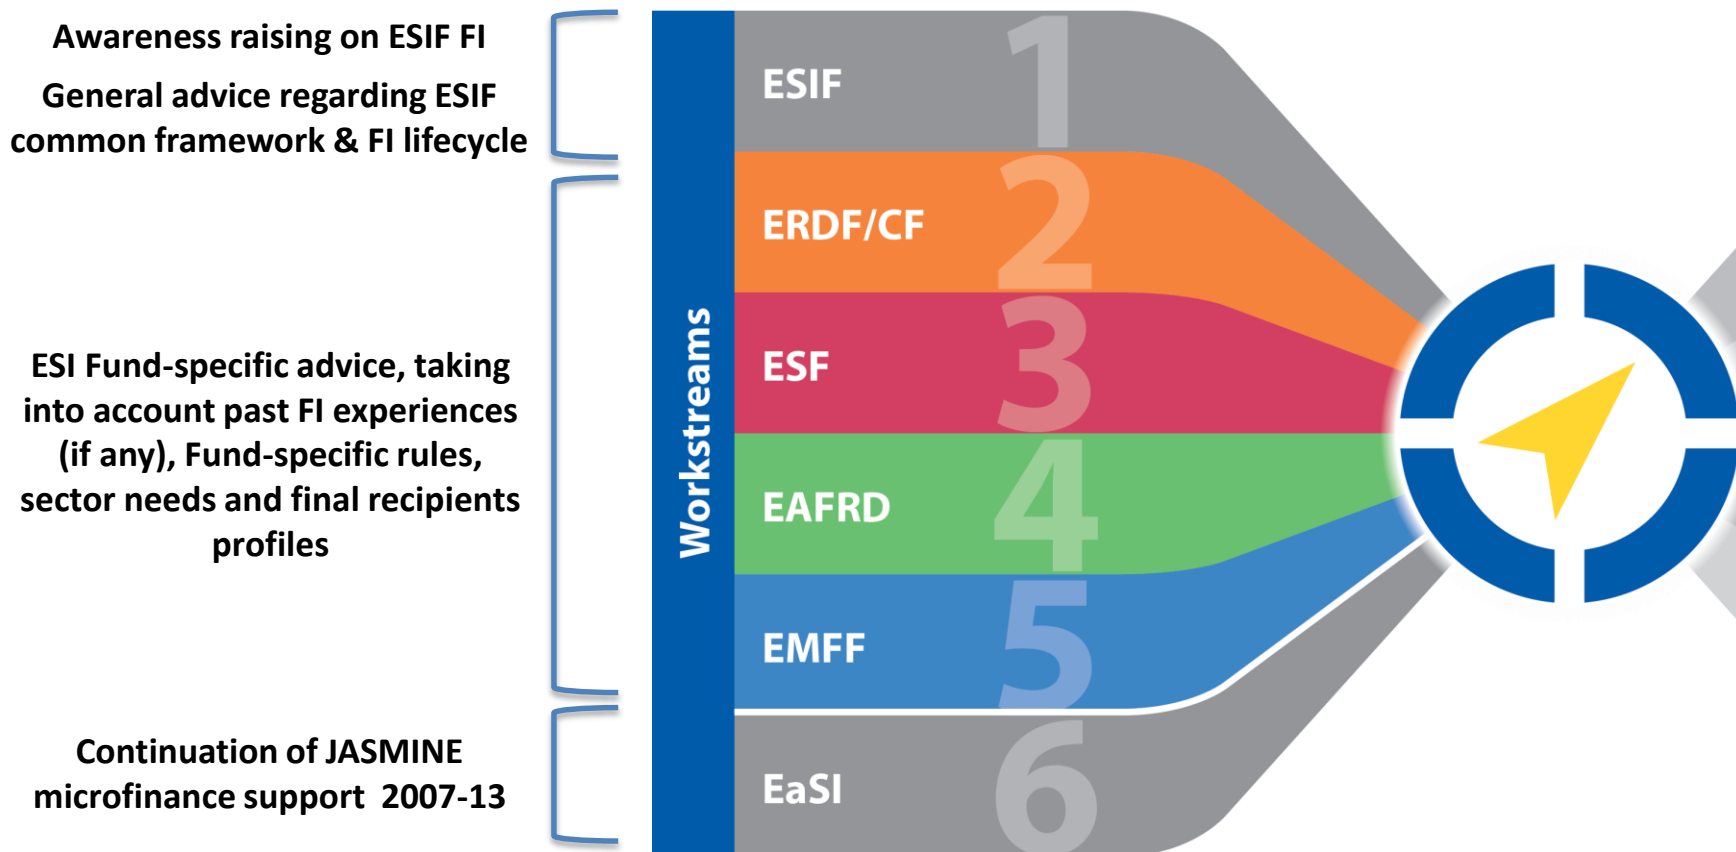 Awareness raising on ESIF FI
General advice regarding ESIF
common framework & FI lifecycle
ESI Fund-specific advice, taking
into account past FI experiences
(if any), Fund-specific rules,
sector needs and final recipients
profiles
Continuation of JASMINE
microfinance support  2007-13
Workstreams
ESIF 1
ERDF/CF 2
ESF 3
EAFRD 4
EMFF 5
EaSI 6